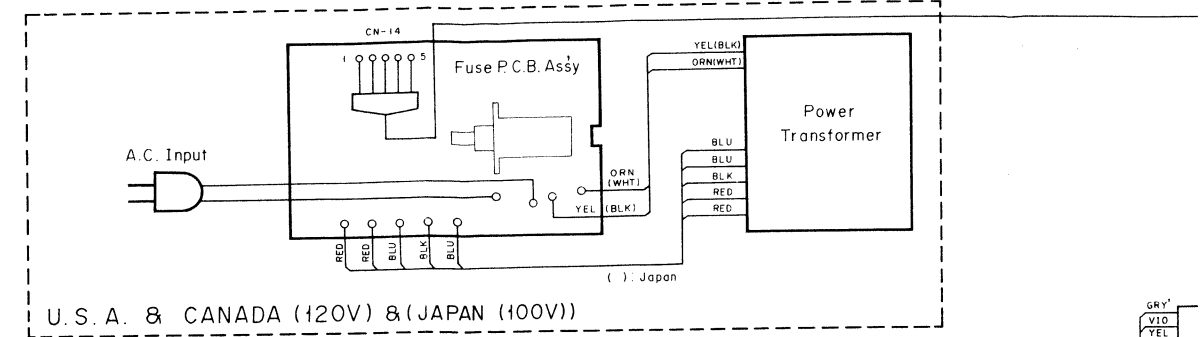 CN-14
1 5
Fuse P.C.B. Ass'y
YEL(BLK)
ORN(WHT)
Power
Transformer
A.C. Input
BLU
BLU
BLK
RED
RED
ORN
(WHT)
YEL (BLK)
RED
RED
BLU
BLK
BLU
( ): Japan
U.S.A. & CANADA (120V) & (JAPAN (100V))
GRY'
VIO
YEL